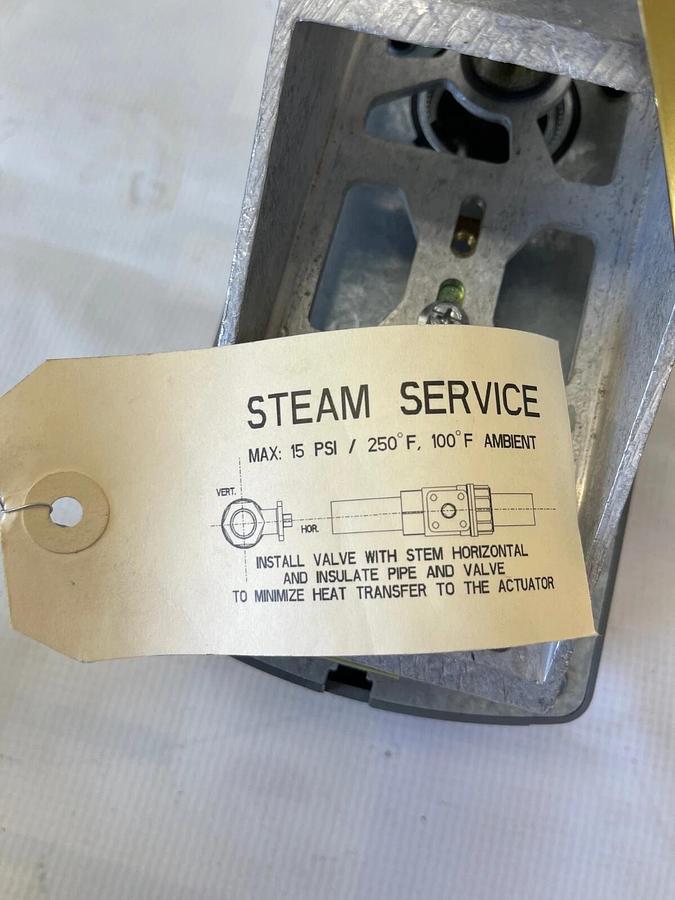 STEAM SERVICE
MAX: 15 PSI / 250°F, 100°F AMBIENT
VERT.
HOR.
INSTALL VALVE WITH STEM HORIZONTAL
AND INSULATE PIPE AND VALVE
TO MINIMIZE HEAT TRANSFER TO THE ACTUATOR